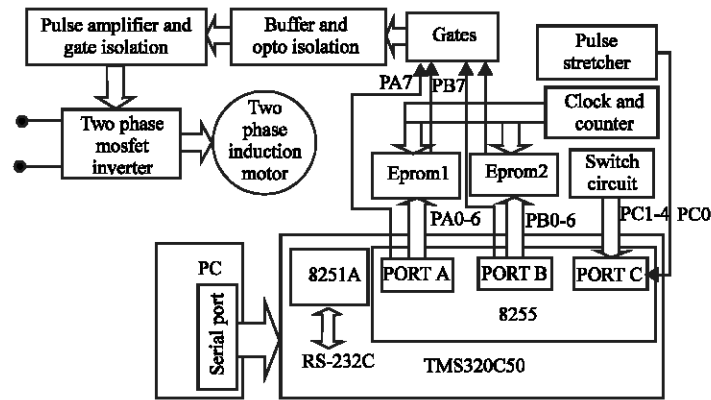 Pulse amplifier and
gate isolation
Buffer and
opto isolation
Gates
Pulse
stretcher
PA7
PB7
Clock and
counter
Two phase
mosfet
inverter
Two
phase
induction
motor
Eprom1
Eprom2
Switch
circuit
PA0-6
PB0-6
PC1-4
PC0
PC
Serial port
8251A
PORT A
PORT B
PORT C
8255
RS-232C
TMS320C50